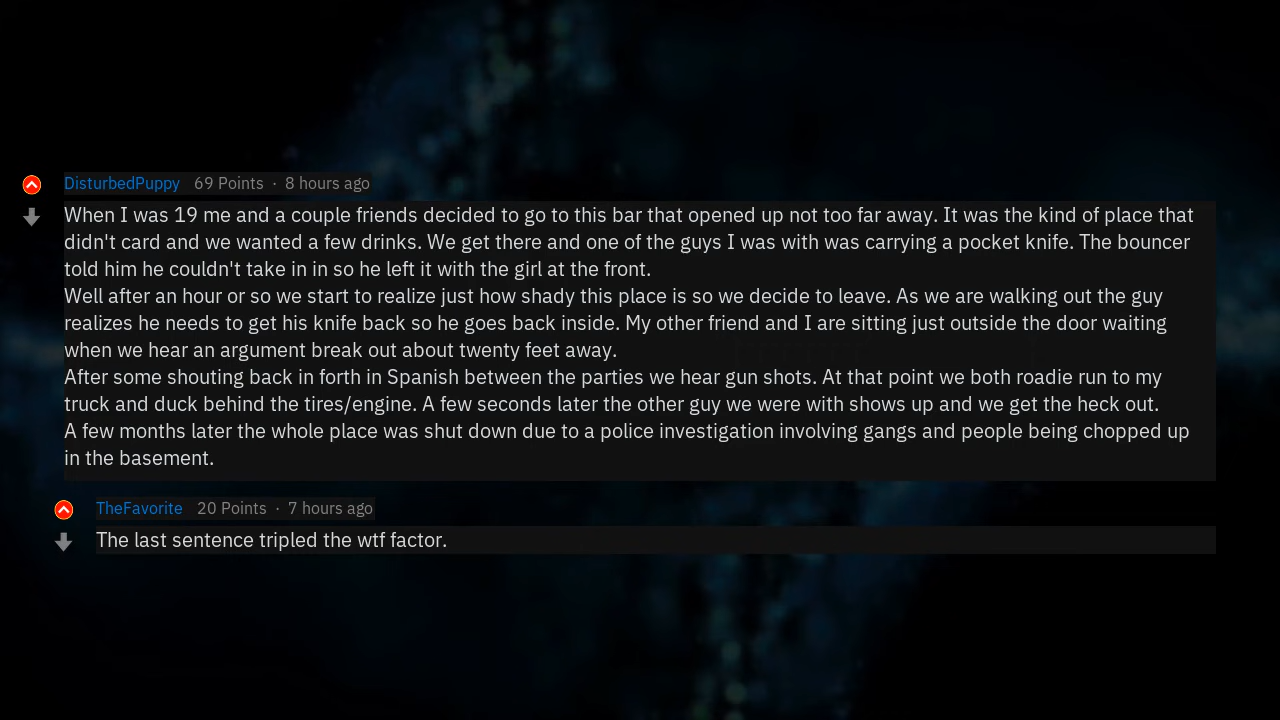 DisturbedPuppy 69 Points · 8 hours ago
When I was 19 me and a couple friends decided to go to this bar that opened up not too far away. It was the kind of place that
didn't card and we wanted a few drinks. We get there and one of the guys I was with was carrying a pocket knife. The bouncer
told him he couldn't take in in so he left it with the girl at the front.
Well after an hour or so we start to realize just how shady this place is so we decide to leave. As we are walking out the guy
realizes he needs to get his knife back so he goes back inside. My other friend and I are sitting just outside the door waiting
when we hear an argument break out about twenty feet away.
After some shouting back in forth in Spanish between the parties we hear gun shots. At that point we both roadie run to my
truck and duck behind the tires/engine. A few seconds later the other guy we were with shows up and we get the heck out.
A few months later the whole place was shut down due to a police investigation involving gangs and people being chopped up
in the basement.
TheFavorite 20 Points · 7 hours ago
The last sentence tripled the wtf factor.